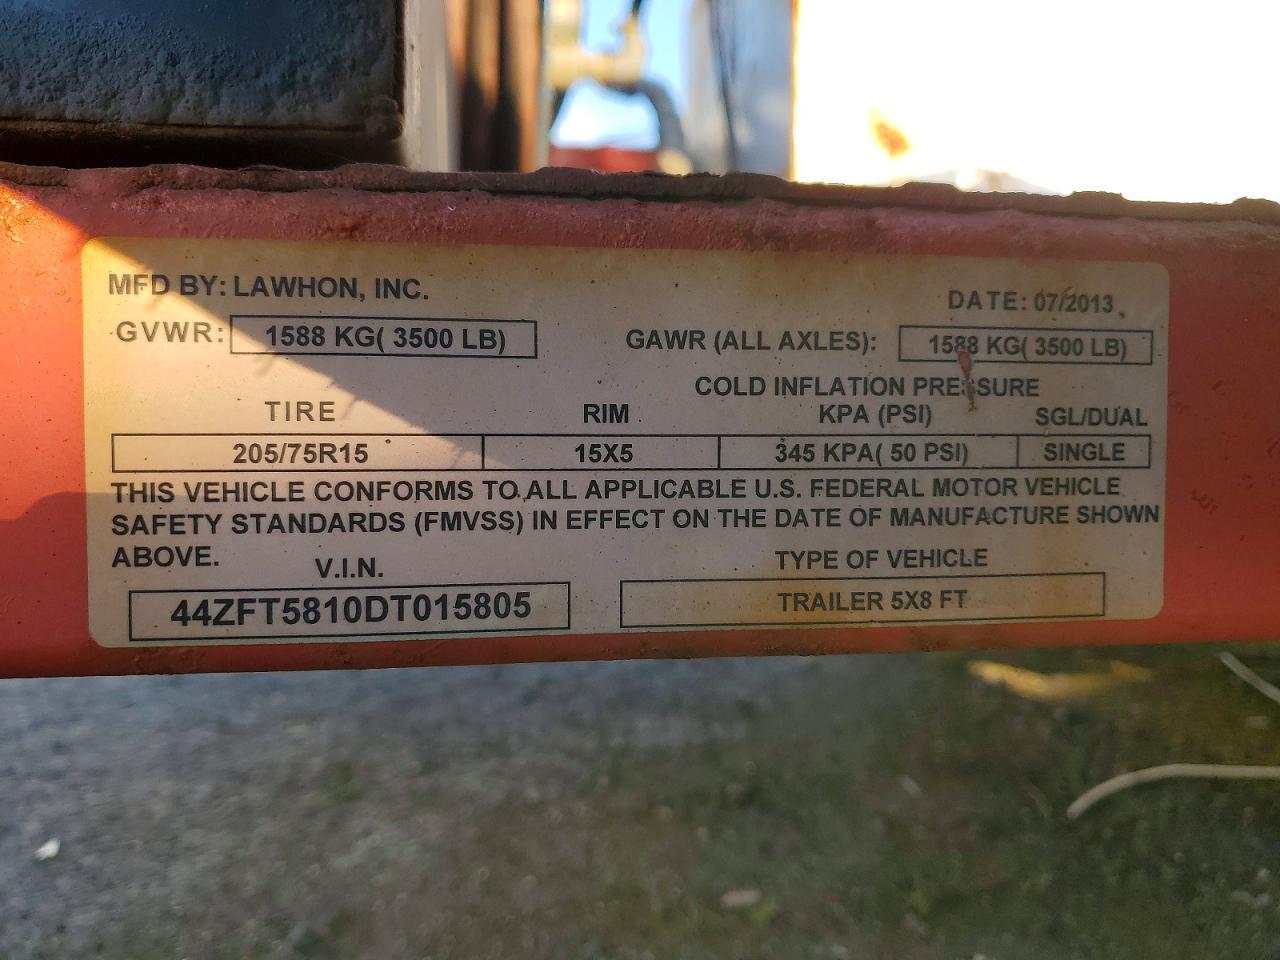 MFD BY: LAWHON, INC.
DATE: 07/2013
GVWR: 1588 KG( 3500 LB)
GAWR (ALL AXLES): 1588 KG( 3500 LB)
COLD INFLATION PRESSURE
TIRE RIM KPA (PSI) SGL/DUAL
205/75R15 15X5 345 KPA( 50 PSI) SINGLE
THIS VEHICLE CONFORMS TO ALL APPLICABLE U.S. FEDERAL MOTOR VEHICLE
SAFETY STANDARDS (FMVSS) IN EFFECT ON THE DATE OF MANUFACTURE SHOWN
ABOVE.
V.I.N. TYPE OF VEHICLE
44ZFT5810DT015805 TRAILER 5X8 FT